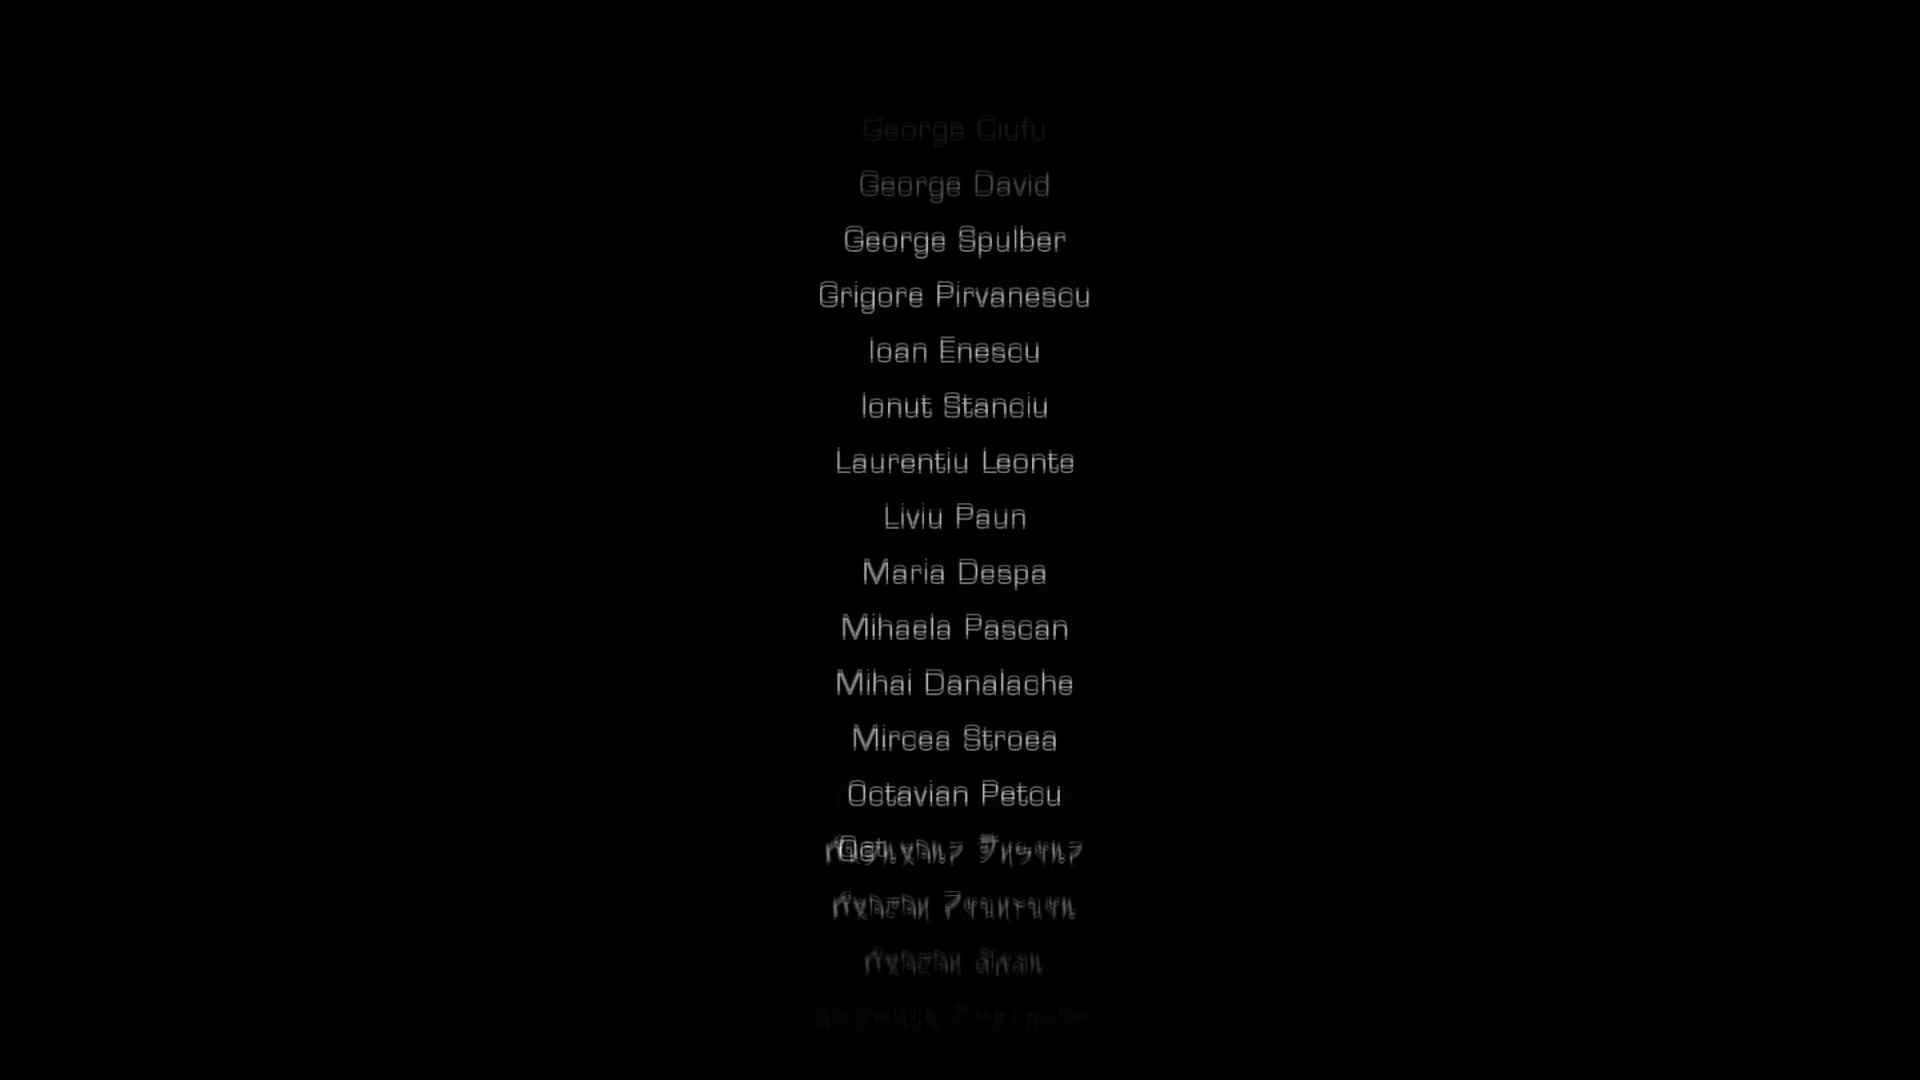 George Ciufu
George David
George Spulber
Grigore Pirvanescu
Ioan Enescu
Ionut Stanciu
Laurentiu Leonte
Liviu Paun
Maria Despa
Mihaela Pascan
Mihai Danalache
Mircea Stroea
Octavian Petcu